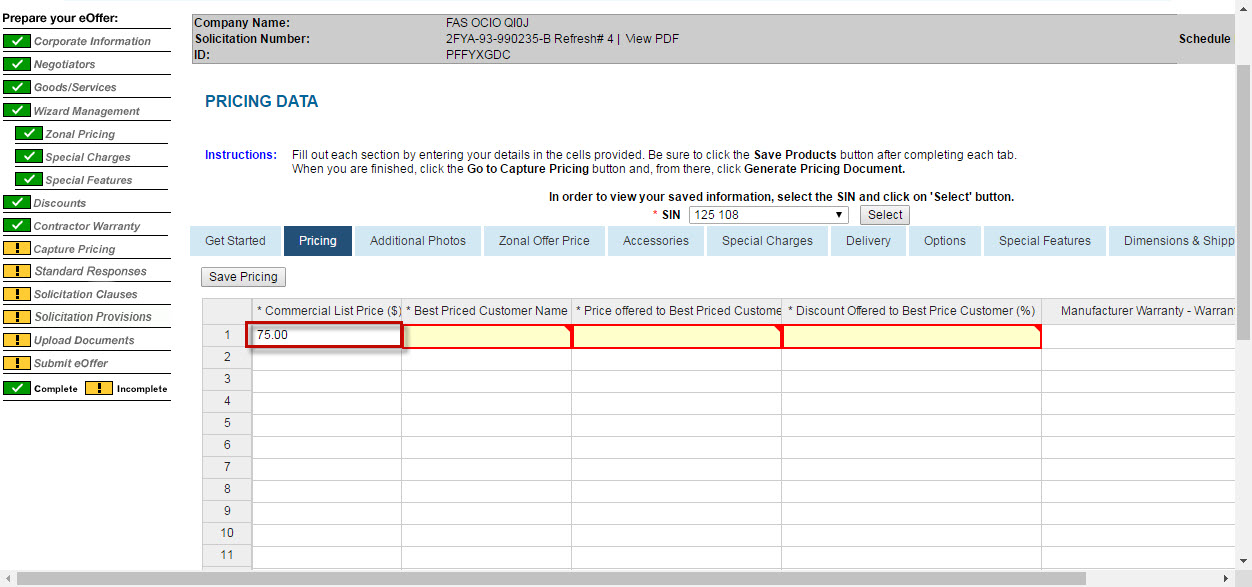 Prepare your eOffer:
Corporate Information
Negotiators
Goods/Services
Wizard Management
Zonal Pricing
Special Charges
Special Features
Discounts
Contractor Warranty
Capture Pricing
Standard Responses
Solicitation Clauses
Solicitation Provisions
Upload Documents
Submit eOffer
Complete Incomplete
Company Name: FAS OCIO QI0J
Solicitation Number: 2FYA-93-990235-B Refresh# 4 | View PDF Schedule
ID: PFFYXGDC
PRICING DATA
Instructions: Fill out each section by entering your details in the cells provided. Be sure to click the Save Products button after completing each tab.
When you are finished, click the Go to Capture Pricing button and, from there, click Generate Pricing Document.
In order to view your saved information, select the SIN and click on 'Select' button.
* SIN 125 108 Select
Get Started Pricing Additional Photos Zonal Offer Price Accessories Special Charges Delivery Options Special Features Dimensions & Shipp
Save Pricing
* Commercial List Price ($) * Best Priced Customer Name * Price offered to Best Priced Custome * Discount Offered to Best Price Customer (%) Manufacturer Warranty - Warran
1 75.00
2
3
4
5
6
7
8
9
10
11